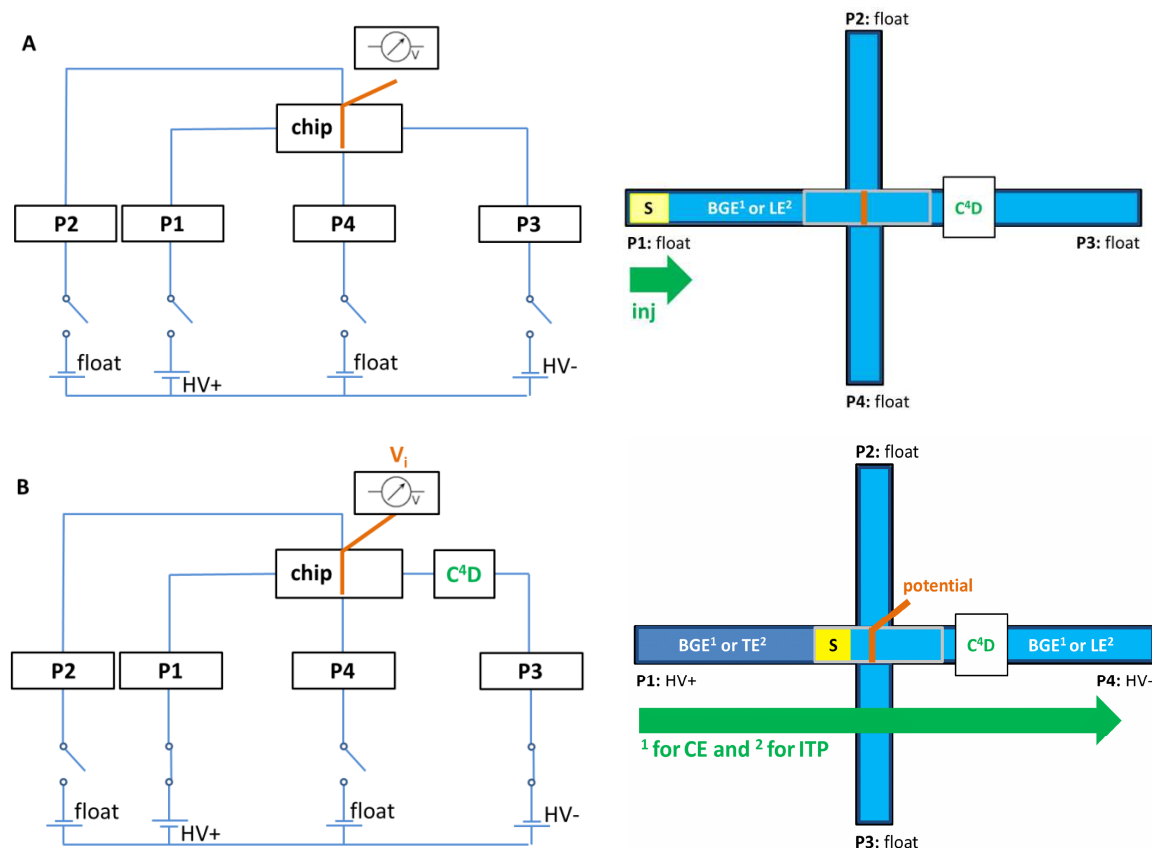 A
V
chip
P2
P1
P4
P3
float
HV+
float
HV-
P2: float
S
BGE¹ or LE²
C⁴D
P1: float
P3: float
inj
P4: float
B
Vᵢ
V
chip
C⁴D
P2
P1
P4
P3
float
HV+
float
HV-
P2: float
potential
BGE¹ or TE²
S
C⁴D
BGE¹ or LE²
P1: HV+
P4: HV-
¹ for CE and ² for ITP
P3: float